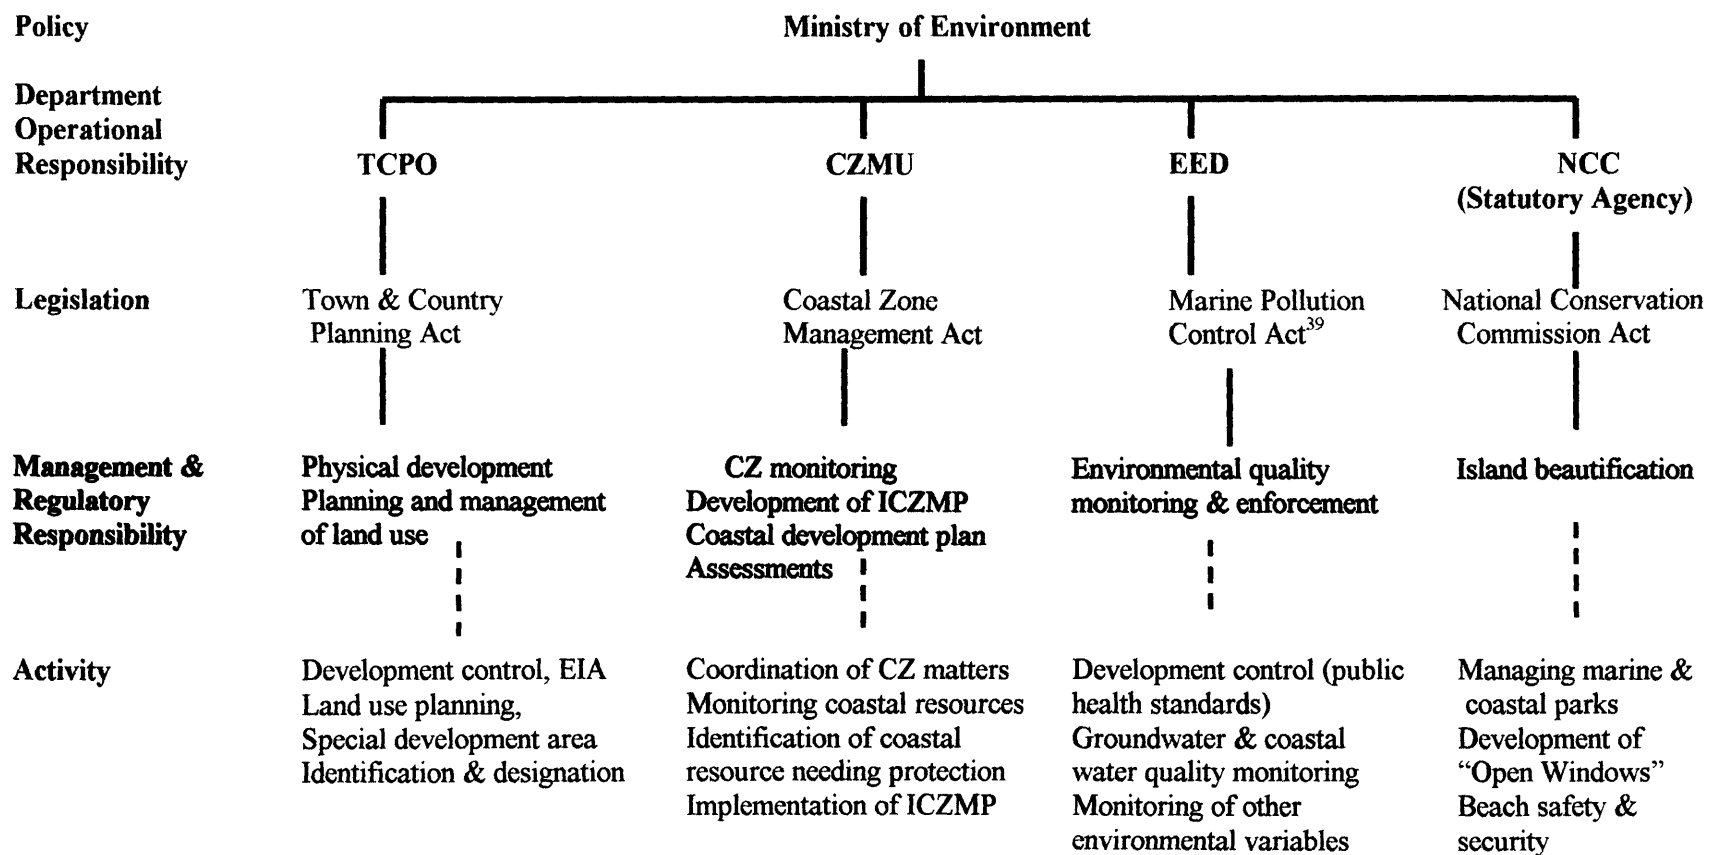 Policy
Ministry of Environment
Department
Operational
Responsibility
TCPO
CZMU
EED
NCC
(Statutory Agency)
Legislation
Town & Country
Planning Act
Coastal Zone
Management Act
Marine Pollution
Control Act39
National Conservation
Commission Act
Management &
Regulatory
Responsibility
Physical development
Planning and management
of land use
CZ monitoring
Development of ICZMP
Coastal development plan
Assessments
Environmental quality
monitoring & enforcement
Island beautification
Activity
Development control, EIA
Land use planning,
Special development area
Identification & designation
Coordination of CZ matters
Monitoring coastal resources
Identification of coastal
resource needing protection
Implementation of ICZMP
Development control (public
health standards)
Groundwater & coastal
water quality monitoring
Monitoring of other
environmental variables
Managing marine &
coastal parks
Development of
“Open Windows”
Beach safety &
security